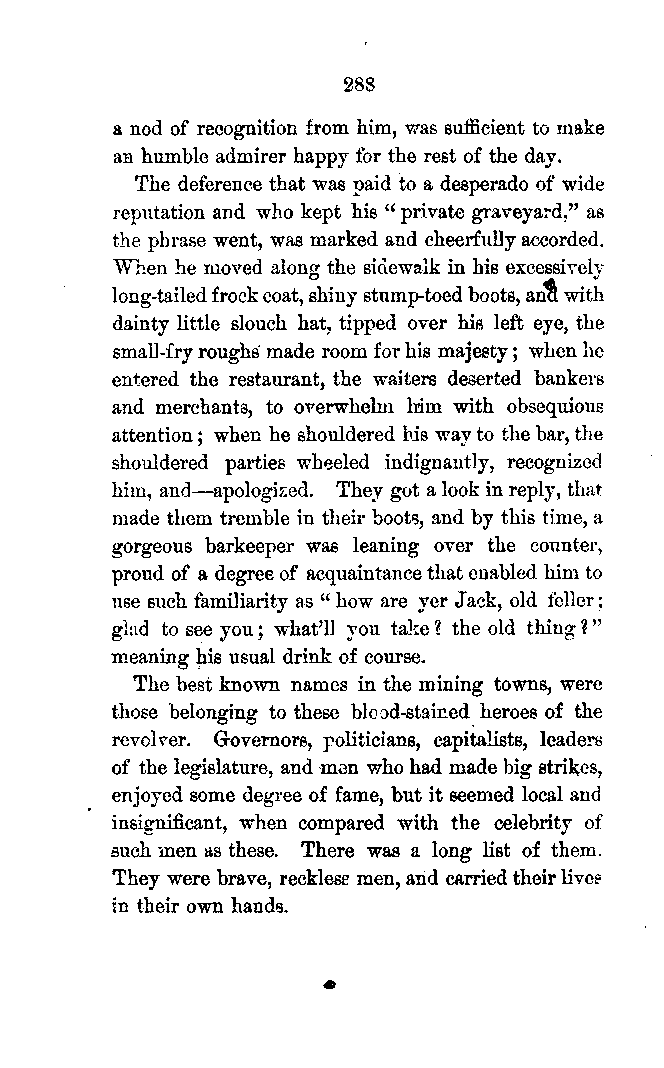 288
a nod of recognition from him, was sufficient to make
an humble admirer happy for the rest of the day.
The deference that was paid to a desperado of wide
reputation and who kept his “ private graveyard,” as
the phrase went, was marked and cheerfully accorded.
When he moved along the sidewalk in his excessively
long-tailed frock coat, shiny stump-toed boots, and with
dainty little slouch hat, tipped over his left eye, the
small-fry roughs made room for his majesty ; when he
entered the restaurant, the waiters deserted bankers
and merchants, to overwhelm him with obsequious
attention ; when he shouldered his way to the bar, the
shouldered parties wheeled indignantly, recognized
him, and—apologized. They got a look in reply, that
made them tremble in their boots, and by this time, a
gorgeous barkeeper was leaning over the counter,
proud of a degree of acquaintance that enabled him to
use such familiarity as “ how are yer Jack, old feller ;
glad to see you ; what’ll you take ? the old thing ? ”
meaning his usual drink of course.
The best known names in the mining towns, were
those belonging to these blood-stained heroes of the
revolver. Governors, politicians, capitalists, leaders
of the legislature, and men who had made big strikes,
enjoyed some degree of fame, but it seemed local and
insignificant, when compared with the celebrity of
such men as these. There was a long list of them.
They were brave, reckless men, and carried their lives
in their own hands.